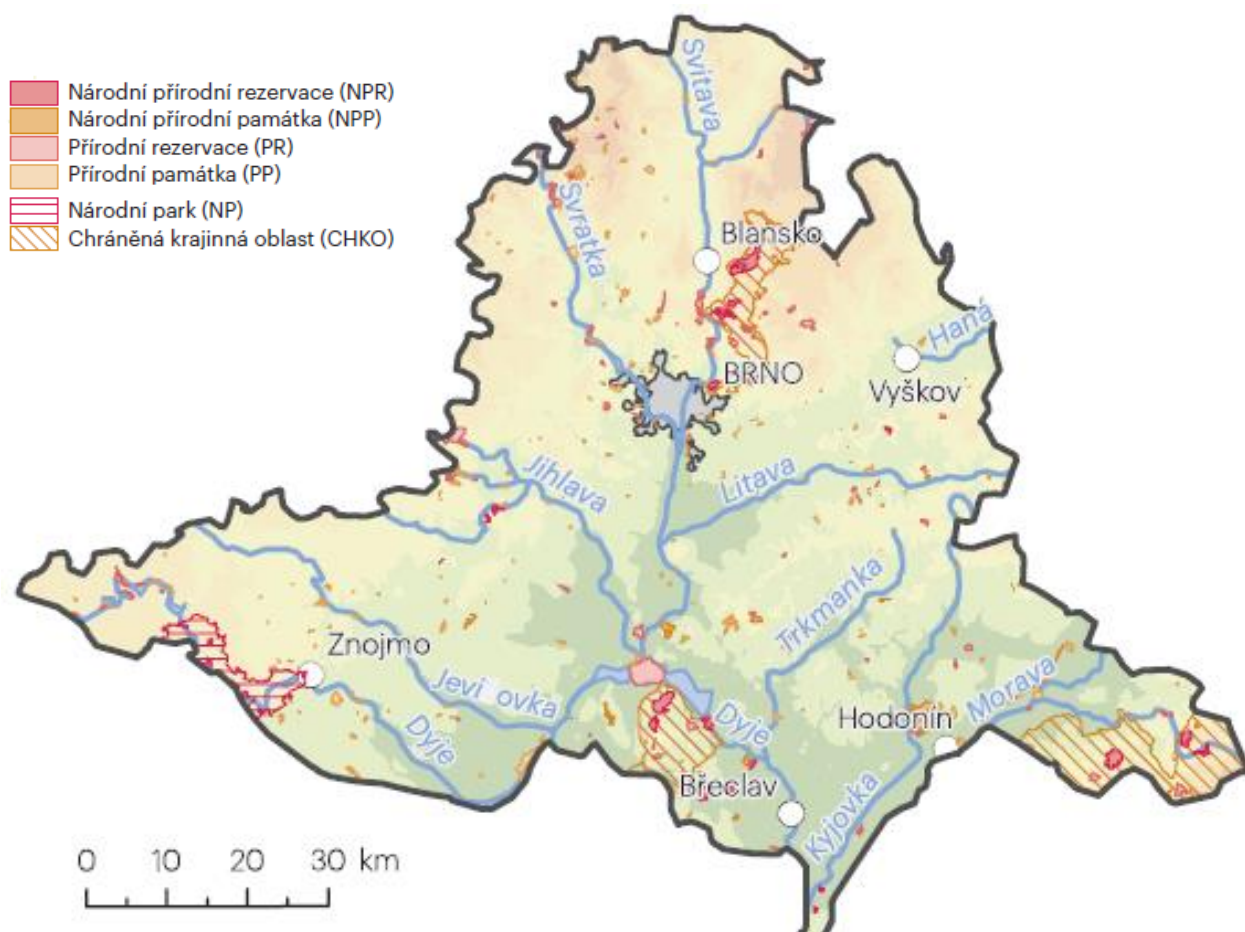 Národní přírodní rezervace (NPR)
Národní přírodní památka (NPP)
Přírodní rezervace (PR)
Přírodní památka (PP)
Národní park (NP)
Chráněná krajinná oblast (CHKO)
Svitava
Svratka
Blansko
Haná
BRNO
Vyškov
Jihlava
Litava
Trkmanka
Znojmo
Jevi ovka
Dyje
Dyje
Hodonín
Morava
Břeclav
Kyjovka
0 10 20 30 km